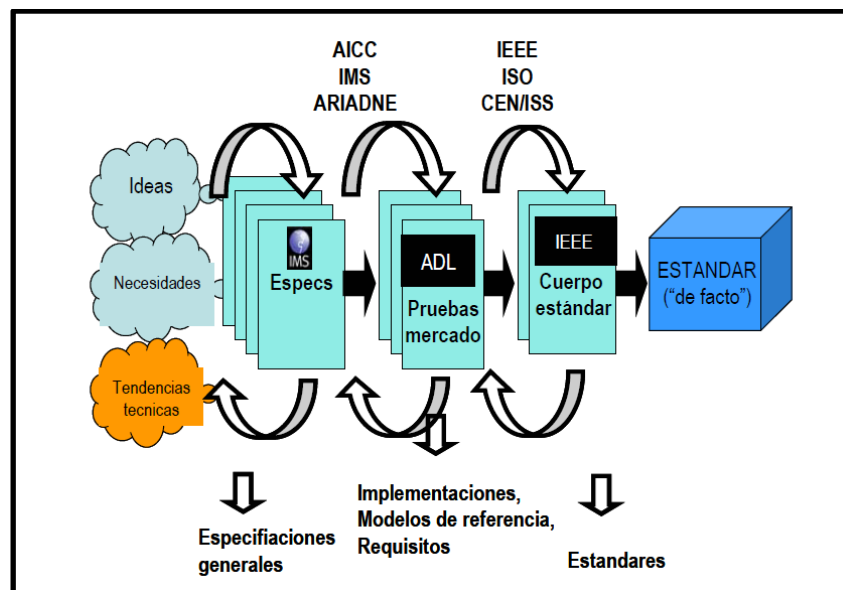 AICC
IMS
ARIADNE
IEEE
ISO
CEN/ISS
Ideas
Necesidades
Tendencias
tecnicas
IMS
Especs
ADL
Pruebas
mercado
IEEE
Cuerpo
estándar
ESTANDAR
(“de facto”)
Especifiaciones
generales
Implementaciones,
Modelos de referencia,
Requisitos
Estandares